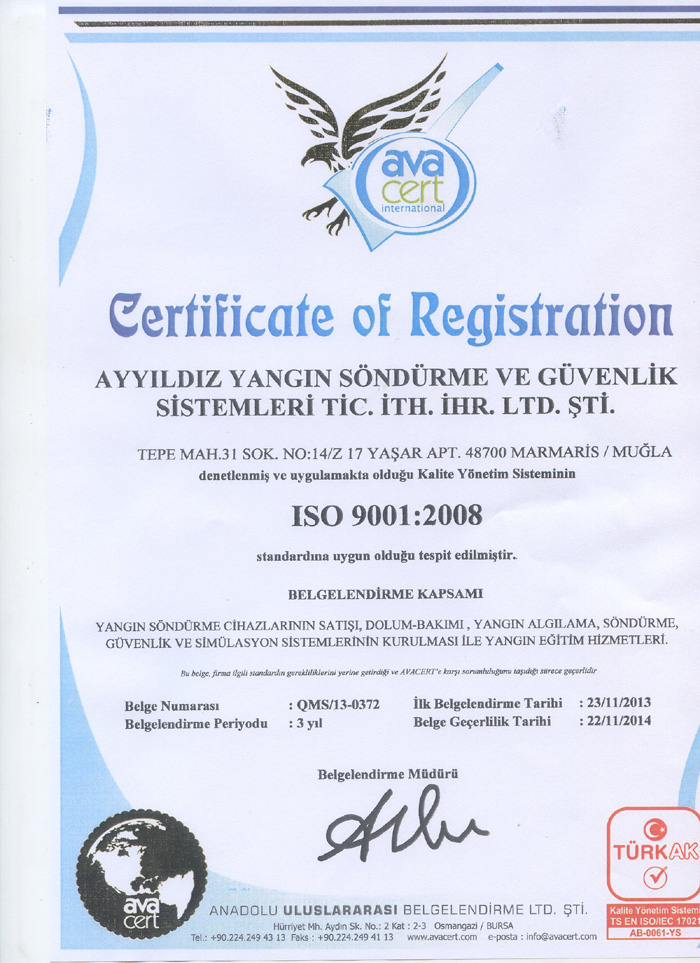 ava
cert
international
Certificate of Registration
AYYILDIZ YANGIN SÖNDÜRME VE GÜVENLİK
SİSTEMLERİ TİC. İTH. İHR. LTD. ŞTİ.
TEPE MAH.31 SOK. NO:14/Z 17 YAŞAR APT. 48700 MARMARİS / MUĞLA
denetlenmiş ve uygulamakta olduğu Kalite Yönetim Sisteminin
ISO 9001:2008
standardına uygun olduğu tespit edilmiştir.
BELGELENDİRME KAPSAMI
YANGIN SÖNDÜRME CİHAZLARININ SATIŞI, DOLUM-BAKIMI , YANGIN ALGILAMA, SÖNDÜRME,
GÜVENLİK VE SİMÜLASYON SİSTEMLERİNİN KURULMASI İLE YANGIN EĞİTİM HİZMETLERİ.
Bu belge, firma ilgili standardın gerekliliklerini yerine getirdiği ve AVACERT'e karşı sorumluluğunu taşıdığı sürece geçerlidir
Belge Numarası : QMS/13-0372 İlk Belgelendirme Tarihi : 23/11/2013
Belgelendirme Periyodu : 3 yıl Belge Geçerlilik Tarihi : 22/11/2014
Belgelendirme Müdürü
ava
cert
TÜRKAK
Kalite Yönetim Sistemi
TS EN ISO/IEC 17021
AB-0061-YS
ANADOLU ULUSLARARASI BELGELENDİRME LTD. ŞTİ.
Hürriyet Mh. Aydın Sk. No.: 2 Kat : 2-3 Osmangazi / BURSA
Tel.: +90.224.249 43 13 Faks : +90.224.249 41 13 www.avacert.com e-posta : info@avacert.com